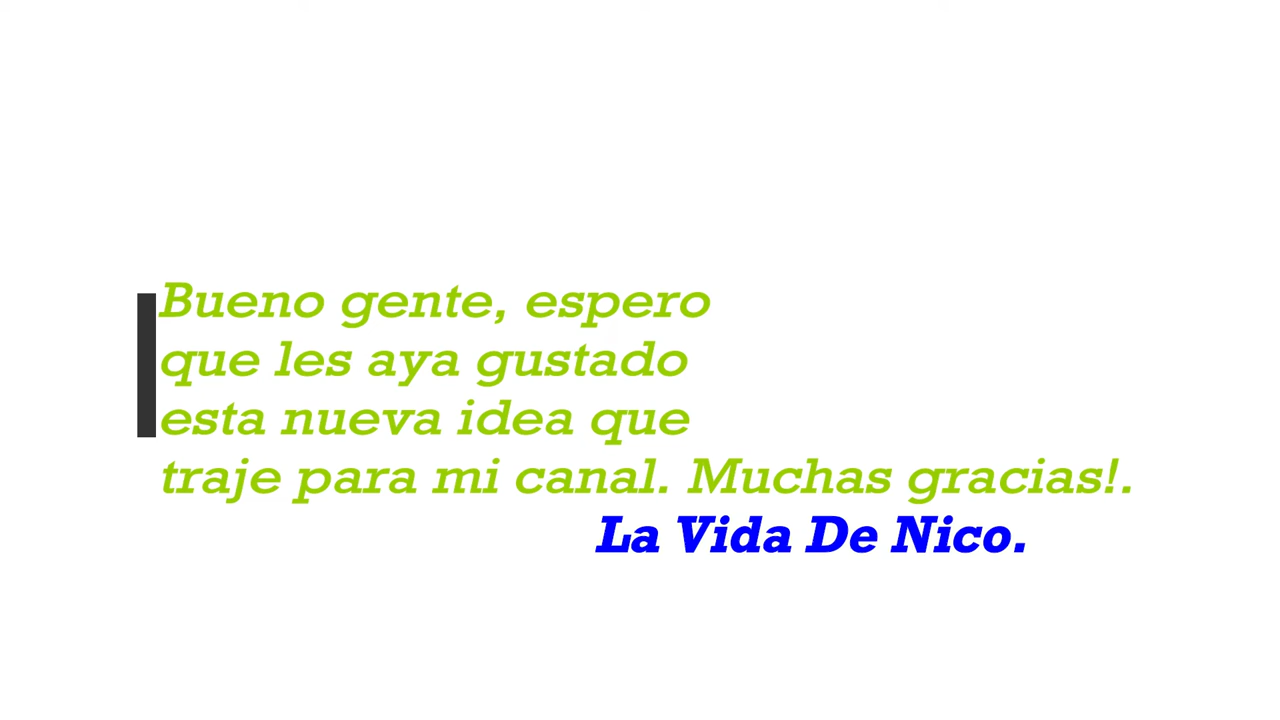 Bueno gente, espero
que les aya gustado
esta nueva idea que
traje para mi canal. Muchas gracias!.
La Vida De Nico.